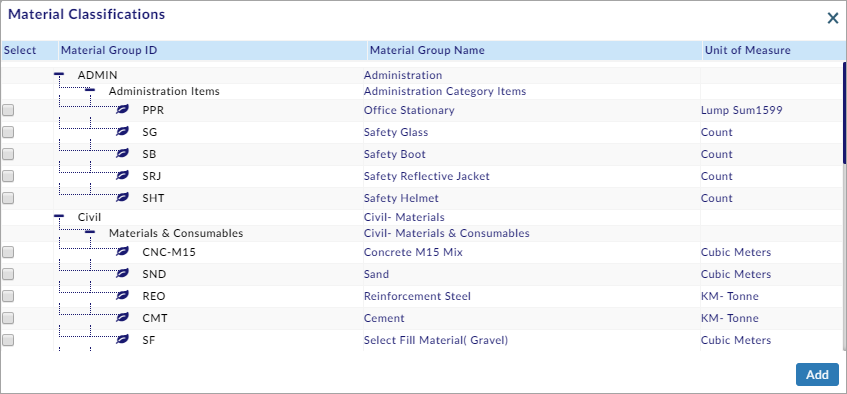 Material Classifications
Select Material Group ID Material Group Name Unit of Measure
ADMIN Administration
Administration Items Administration Category Items
PPR Office Stationary Lump Sum1599
SG Safety Glass Count
SB Safety Boot Count
SRJ Safety Reflective Jacket Count
SHT Safety Helmet Count
Civil Civil- Materials
Materials & Consumables Civil- Materials & Consumables
CNC-M15 Concrete M15 Mix Cubic Meters
SND Sand Cubic Meters
REO Reinforcement Steel KM- Tonne
CMT Cement KM- Tonne
SF Select Fill Material( Gravel) Cubic Meters
Add